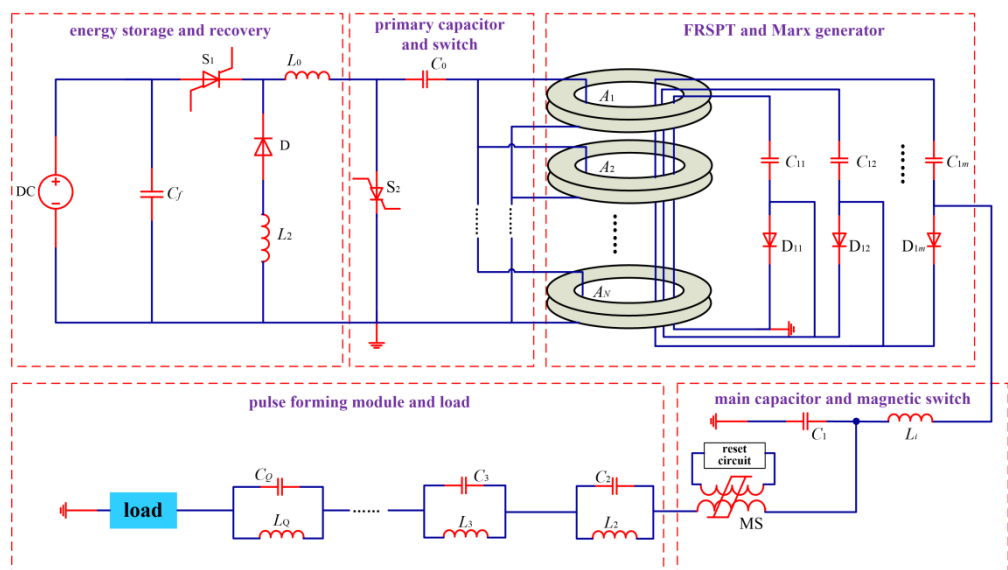 energy storage and recovery
primary capacitor
and switch
FRSPT and Marx generator
S1
L0
C0
DC
+
−
Cf
D
L2
S2
A1
A2
AN
C11
C12
C1m
D11
D12
D1m
pulse forming module and load
main capacitor and magnetic switch
C1
Li
reset
circuit
MS
CQ
LQ
C3
L3
C2
L2
load